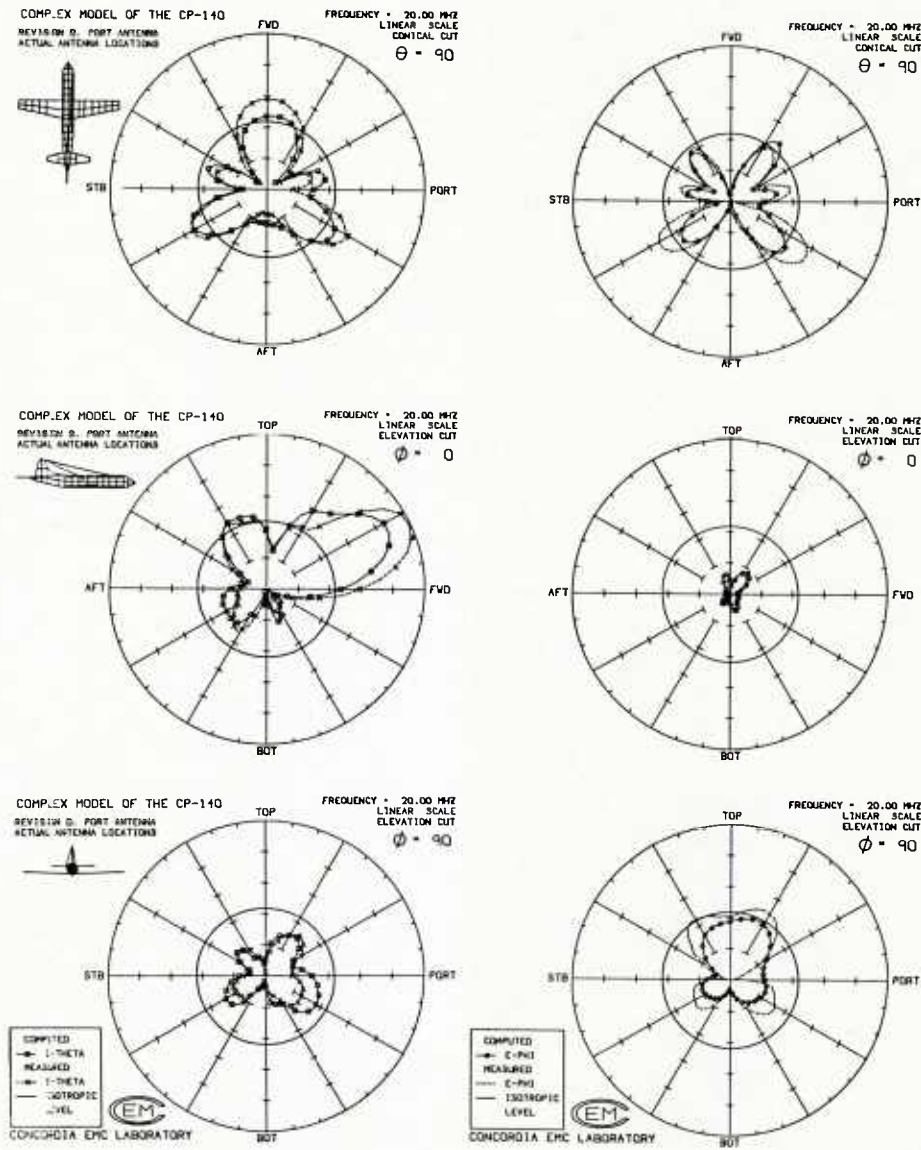 COMPLEX MODEL OF THE CP-140
REVISION D. PORT ANTENNA
ACTUAL ANTENNA LOCATIONS
FREQUENCY = 20.00 MHZ
LINEAR SCALE
CONICAL CUT
θ = 90
FWD
STB
PORT
AFT
FREQUENCY = 20.00 MHZ
LINEAR SCALE
CONICAL CUT
θ = 90
FWD
STB
PORT
AFT
COMPLEX MODEL OF THE CP-140
REVISION D. PORT ANTENNA
ACTUAL ANTENNA LOCATIONS
FREQUENCY = 20.00 MHZ
LINEAR SCALE
ELEVATION CUT
φ = 0
TOP
AFT
FWD
BOT
FREQUENCY = 20.00 MHZ
LINEAR SCALE
ELEVATION CUT
φ = 0
TOP
AFT
FWD
BOT
COMPLEX MODEL OF THE CP-140
REVISION D. PORT ANTENNA
ACTUAL ANTENNA LOCATIONS
FREQUENCY = 20.00 MHZ
LINEAR SCALE
ELEVATION CUT
φ = 90
TOP
STB
PORT
BOT
COMPUTED
E-THETA
MEASURED
E-THETA
ISOTROPIC
LEVEL
EMC
CONCORDIA EMC LABORATORY
FREQUENCY = 20.00 MHZ
LINEAR SCALE
ELEVATION CUT
φ = 90
TOP
STB
PORT
BOT
COMPUTED
E-PHI
MEASURED
E-PHI
ISOTROPIC
LEVEL
EMC
CONCORDIA EMC LABORATORY